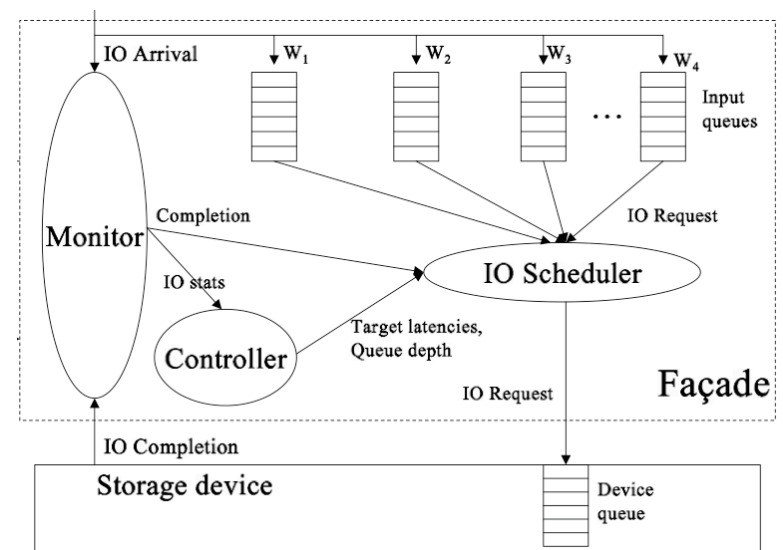 IO Arrival
W1
W2
W3
W4
Input
queues
...
Monitor
Completion
IO Request
IO Scheduler
IO stats
Controller
Target latencies,
Queue depth
IO Request
Façade
IO Completion
Storage device
Device
queue